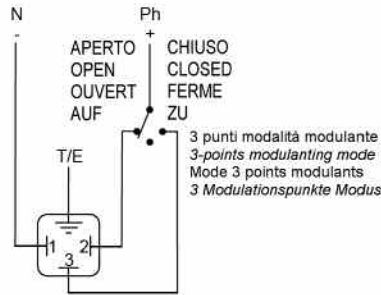 N
Ph
-
+
APERTO CHIUSO
OPEN CLOSED
OUVERT FERME
AUF ZU
3 punti modalità modulante
3-points modulanting mode
Mode 3 points modulants
3 Modulationspunkte Modus
T/E
1 2
3